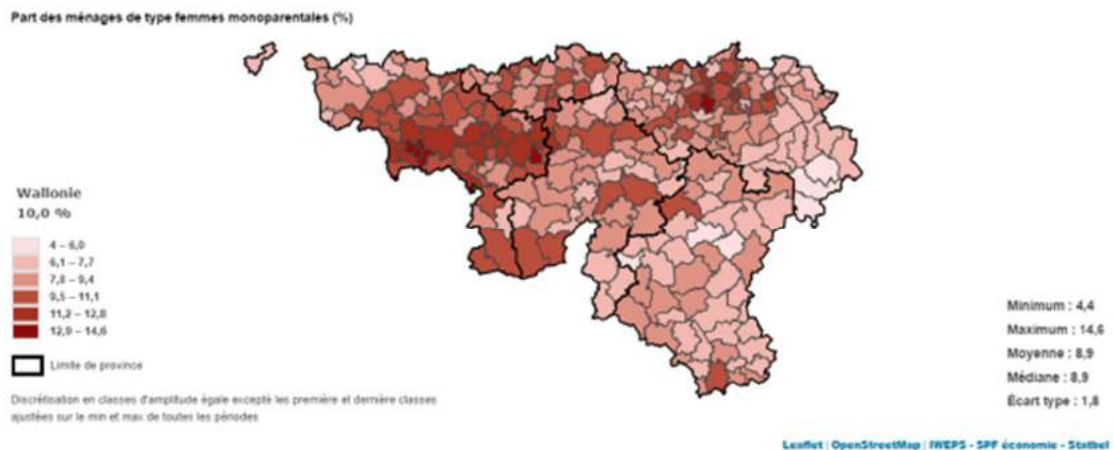 Part des ménages de type femmes monoparentales (%)
Wallonie
10,0 %
4 – 6,0
6,1 – 7,7
7,8 – 9,4
9,5 – 11,1
11,2 – 12,8
12,9 – 14,6
Limite de province
Discrétisation en classes d'amplitude égale excepté les première et dernière classes
ajustées sur le min et max de toutes les périodes
Minimum : 4,4
Maximum : 14,6
Moyenne : 8,9
Médiane : 8,9
Écart type : 1,8
Leaflet | OpenStreetMap | IWEPS - SPF économie - Statbel